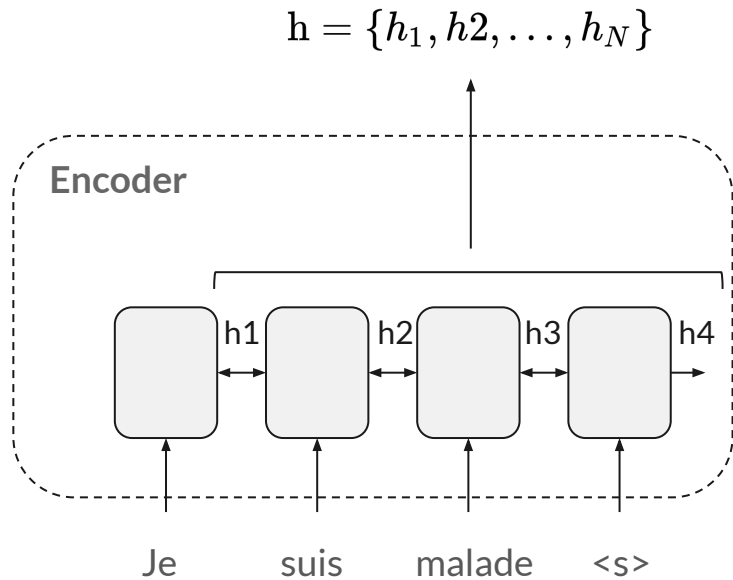 h = {h₁, h2, . . . , h_N}
Encoder
h1 h2 h3 h4
Je suis malade <s>